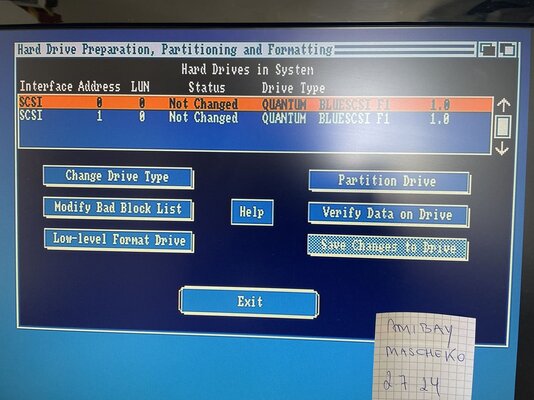 Hard Drive Preparation, Partitioning and Formatting
Hard Drives in System
Interface Address LUN Status Drive Type
SCSI 0 0 Not Changed QUANTUM BLUESCSI F1 1.0
SCSI 1 0 Not Changed QUANTUM BLUESCSI F1 1.0
Change Drive Type
Partition Drive
Modify Bad Block List
Help
Verify Data on Drive
Low-level Format Drive
Save Changes to Drive
Exit
AMIBAY
MASCHEKO
2 7 24